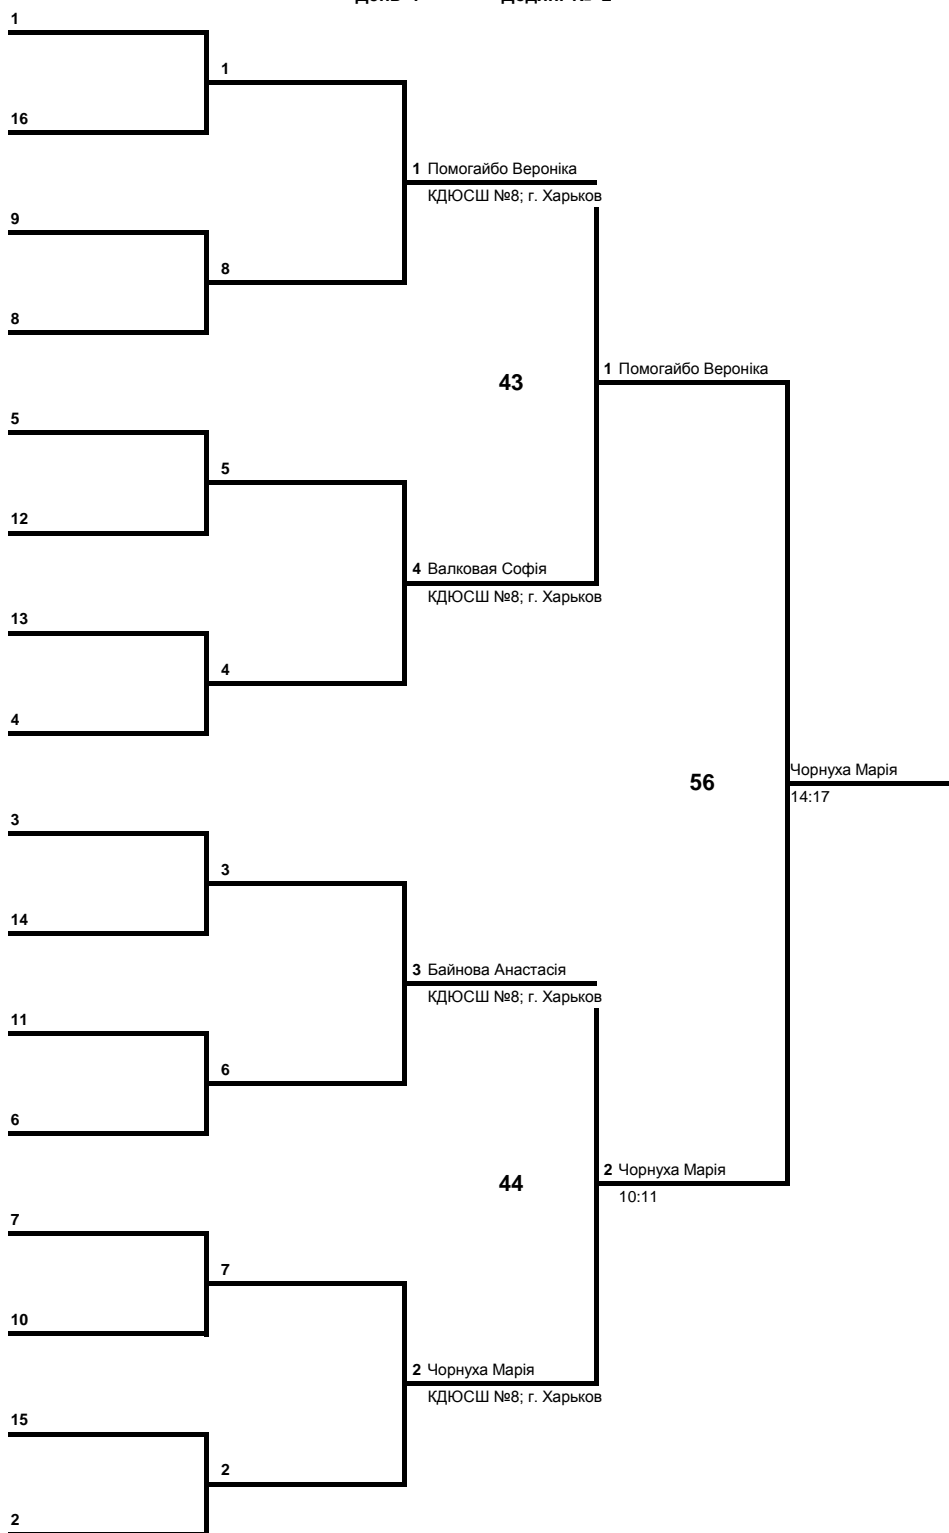 1
1
16
1 Помогайбо Вероніка
КДЮСШ №8; г. Харьков
9
8
8
1 Помогайбо Вероніка
43
5
5
12
4 Валковая Софія
КДЮСШ №8; г. Харьков
13
4
4
Чорнуха Марія
56
14:17
3
3
14
3 Байнова Анастасія
КДЮСШ №8; г. Харьков
11
6
6
2 Чорнуха Марія
44
10:11
7
7
10
2 Чорнуха Марія
КДЮСШ №8; г. Харьков
15
2
2